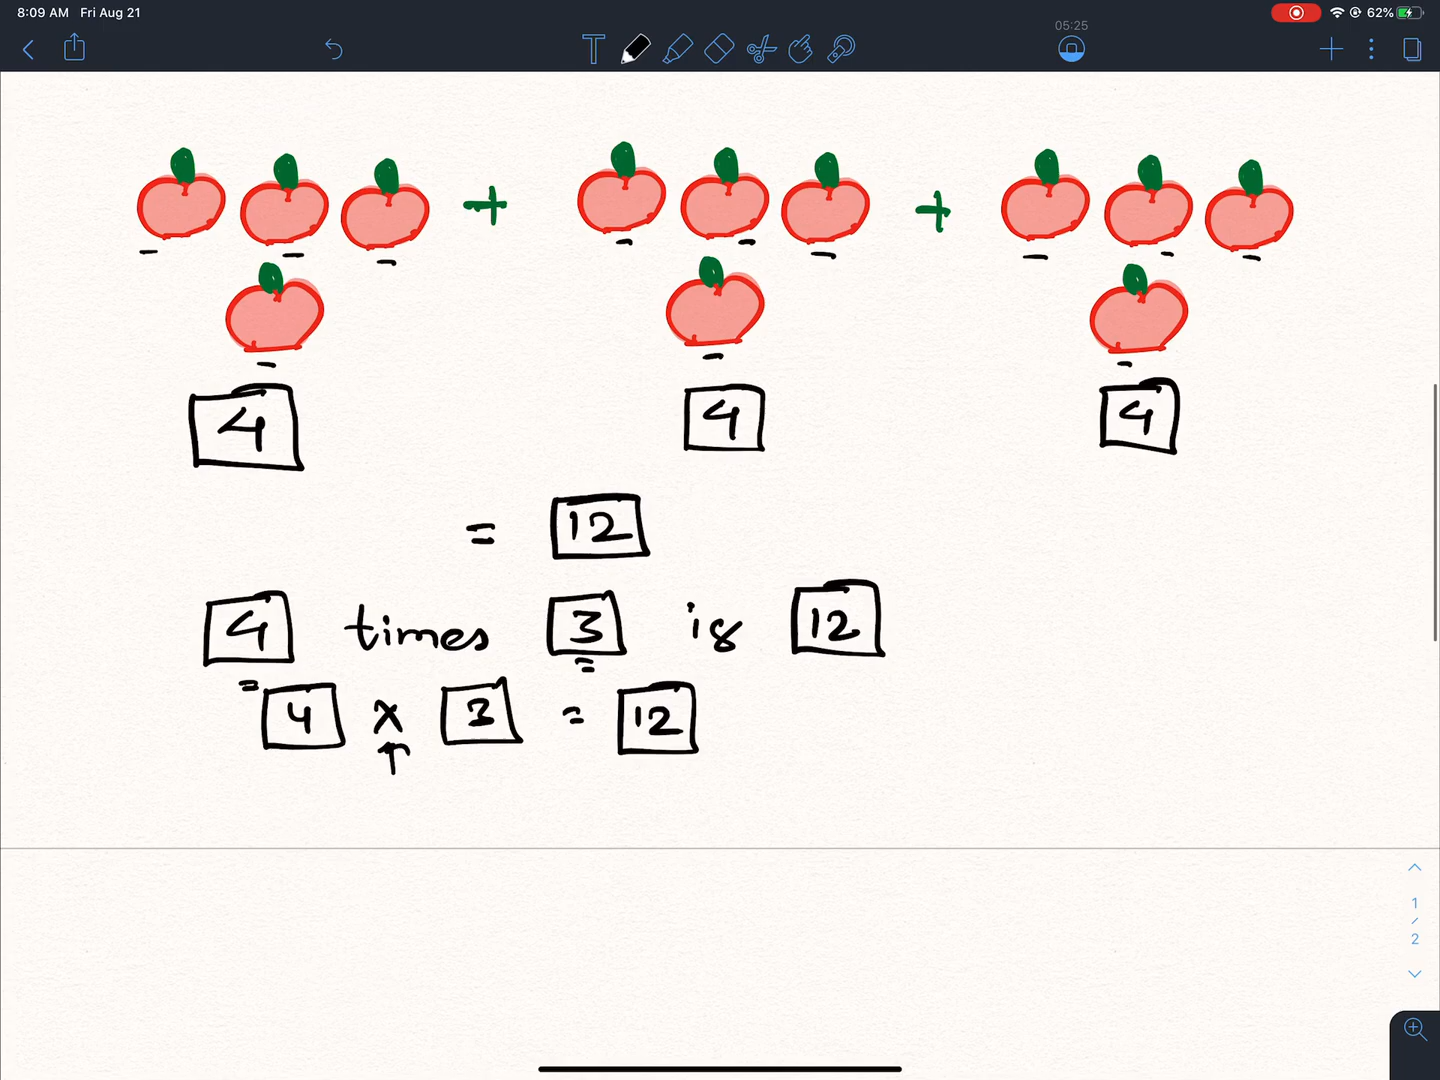 8:09 AM Fri Aug 21 62%
05:25
T
+ +
4 4 4
= 12
4 times 3 is 12
4 x 3 = 12
1
/
2